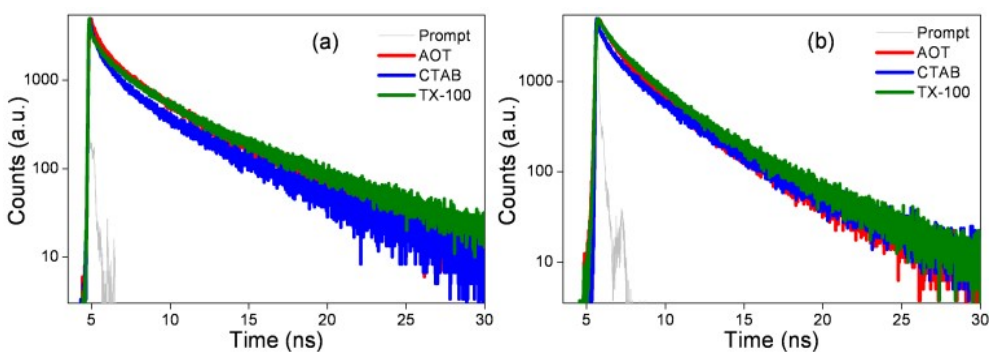 (a)
Prompt
AOT
CTAB
TX-100
1000
100
10
5 10 15 20 25 30
Counts (a.u.)
Time (ns)
(b)
Prompt
AOT
CTAB
TX-100
1000
100
10
5 10 15 20 25 30
Counts (a.u.)
Time (ns)